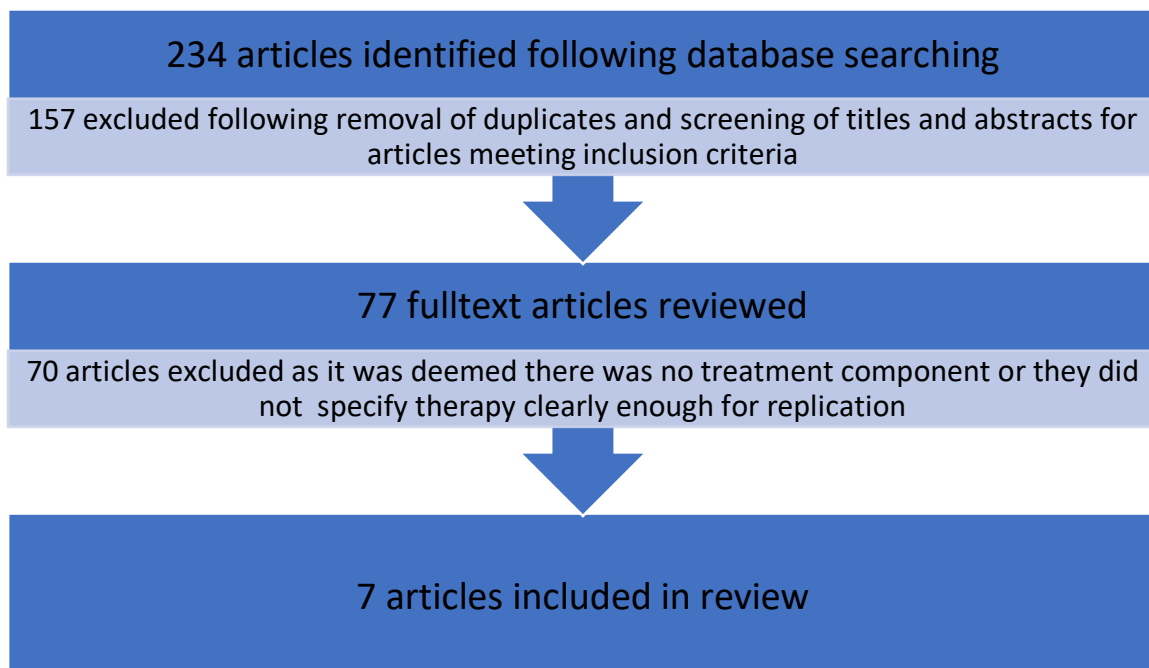 234 articles identified following database searching
157 excluded following removal of duplicates and screening of titles and abstracts for
articles meeting inclusion criteria
77 fulltext articles reviewed
70 articles excluded as it was deemed there was no treatment component or they did
not  specify therapy clearly enough for replication
7 articles included in review